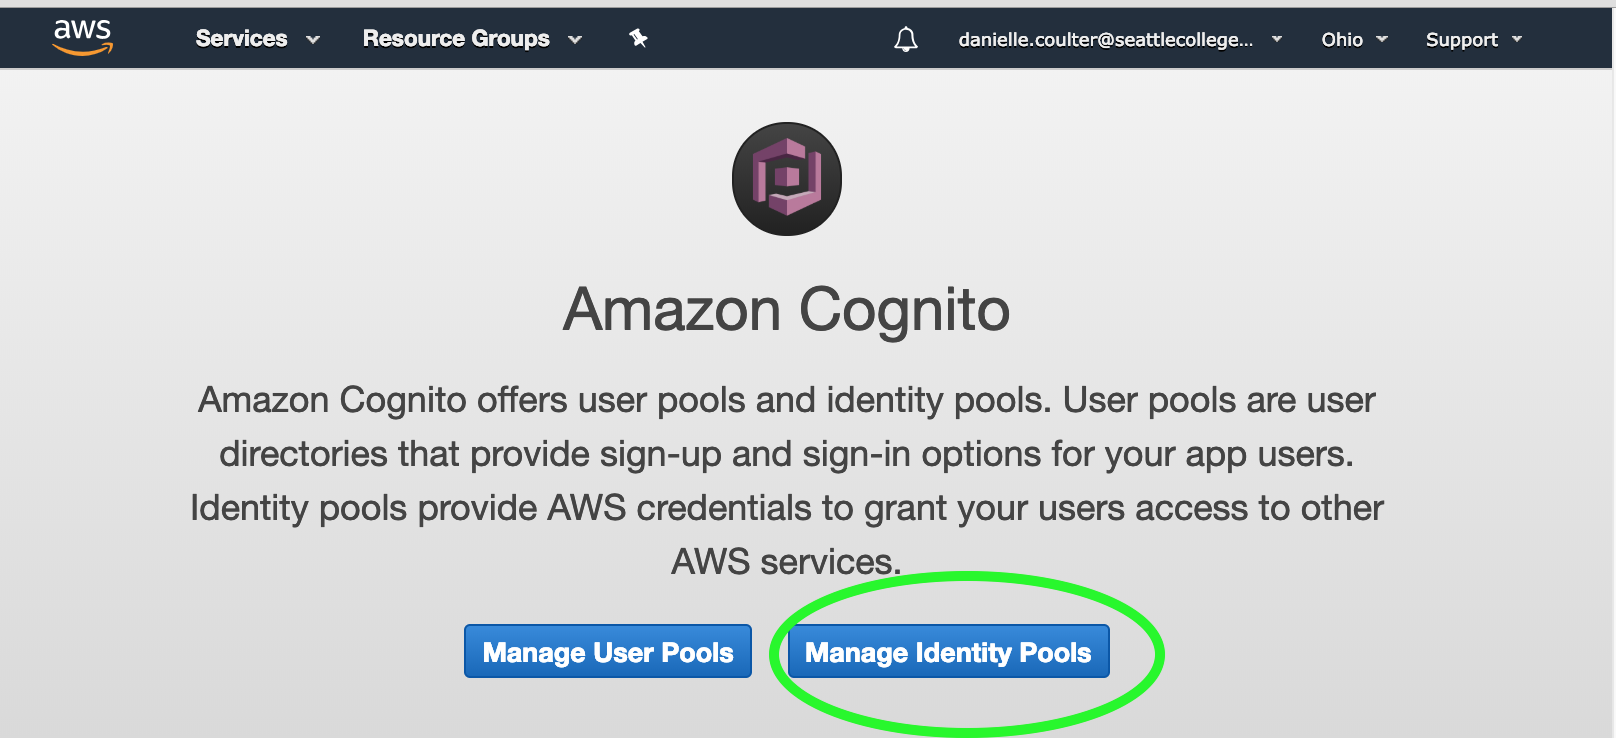 aws Services Resource Groups danielle.coulter@seattlecollege... Ohio Support
Amazon Cognito
Amazon Cognito offers user pools and identity pools. User pools are user
directories that provide sign-up and sign-in options for your app users.
Identity pools provide AWS credentials to grant your users access to other
AWS services.
Manage User Pools Manage Identity Pools